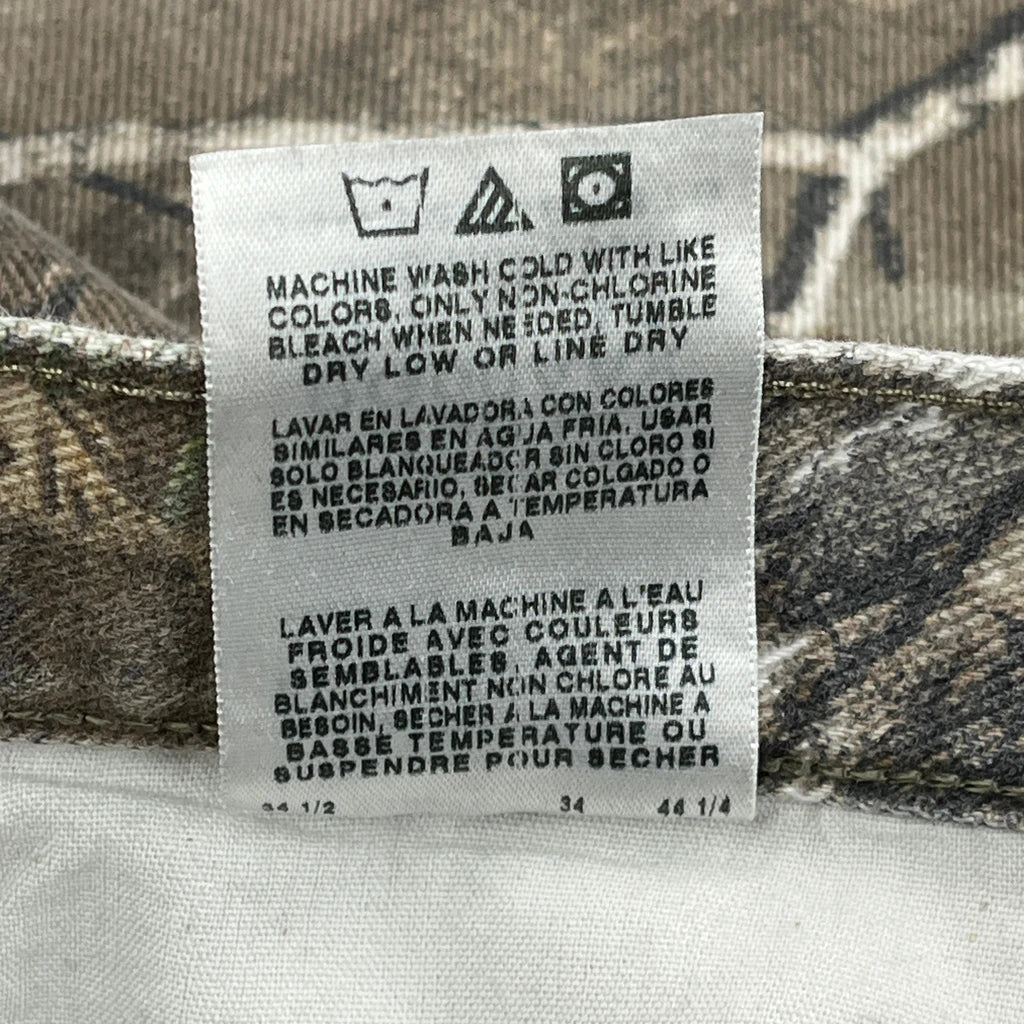 MACHINE WASH COLD WITH LIKE
COLORS, ONLY NON-CHLORINE
BLEACH WHEN NEEDED, TUMBLE
DRY LOW OR LINE DRY
LAVAR EN LAVADORA CON COLORES
SIMILARES EN AGUA FRIA, USAR
SOLO BLANQUEADOR SIN CLORO SI
ES NECESARIO, SECAR COLGADO O
EN SECADORA A TEMPERATURA
BAJA
LAVER A LA MACHINE A L'EAU
FROIDE AVEC COULEURS
SEMBLABLES, AGENT DE
BLANCHIMENT NON CHLORE AU
BESOIN, SECHER A LA MACHINE A
BASSE TEMPERATURE OU
SUSPENDRE POUR SECHER
1/2 34 44 1/4